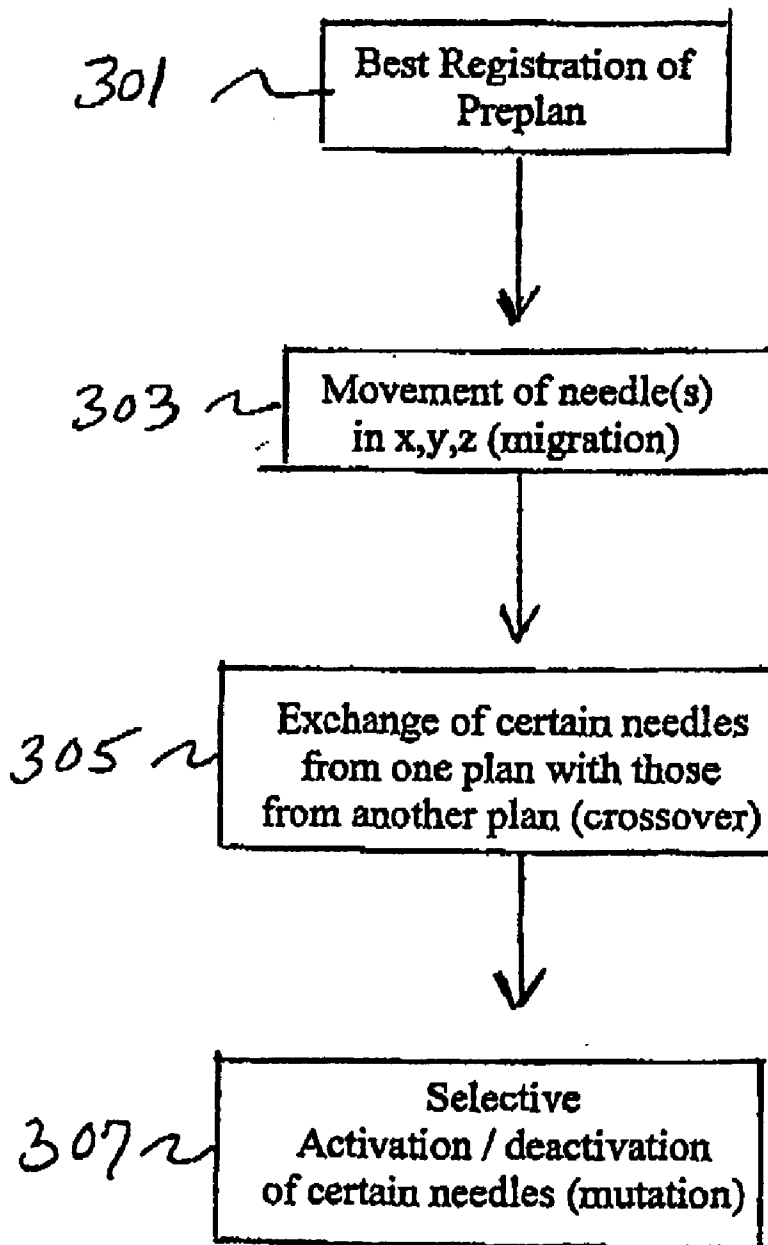 301
Best Registration of
Preplan
303
Movement of needle(s)
in x,y,z (migration)
305
Exchange of certain needles
from one plan with those
from another plan (crossover)
307
Selective
Activation / deactivation
of certain needles (mutation)